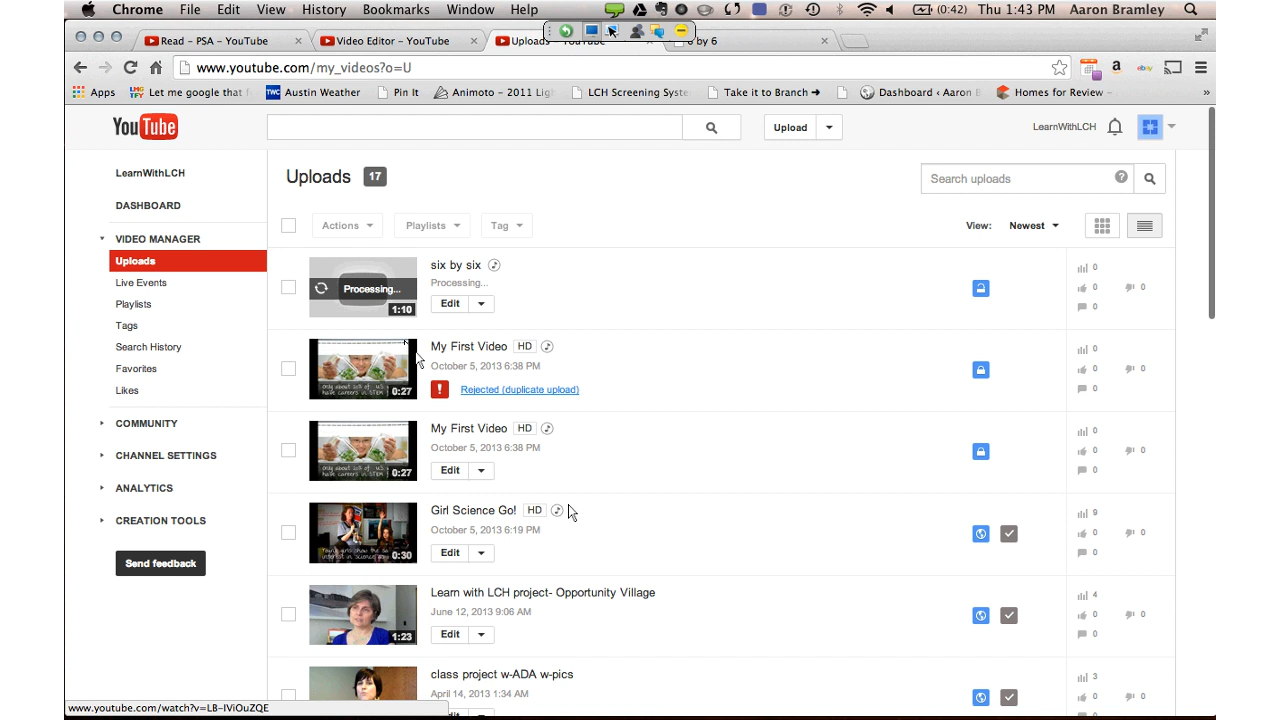 Chrome File Edit View History Bookmarks Window Help (0:42) Thu 1:43 PM Aaron Bramley
Read – PSA – YouTube Video Editor – YouTube Uploads – YouTube 6 by 6
www.youtube.com/my_videos?o=U
Apps Let me google that f Austin Weather Pin It Animoto – 2011 Ligh LCH Screening Syste Take it to Branch → Dashboard ‹ Aaron B Homes for Review – »
YouTube Upload LearnWithLCH
LearnWithLCH
DASHBOARD
VIDEO MANAGER
Uploads
Live Events
Playlists
Tags
Search History
Favorites
Likes
COMMUNITY
CHANNEL SETTINGS
ANALYTICS
CREATION TOOLS
Send feedback
Uploads 17 Search uploads ?
Actions Playlists Tag View: Newest
six by six
Processing...
Processing...
1:10
Edit
0
0 0
0
My First Video HD
October 5, 2013 6:38 PM
Rejected (duplicate upload)
0:27
0
0 0
0
My First Video HD
October 5, 2013 6:38 PM
Edit
0:27
0
0 0
0
Girl Science Go! HD
October 5, 2013 6:19 PM
Edit
0:30
9
0 0
0
Learn with LCH project- Opportunity Village
June 12, 2013 9:06 AM
Edit
1:23
4
0 0
0
class project w-ADA w-pics
April 14, 2013 1:34 AM
3
0 0
www.youtube.com/watch?v=LB-IViOuZQE